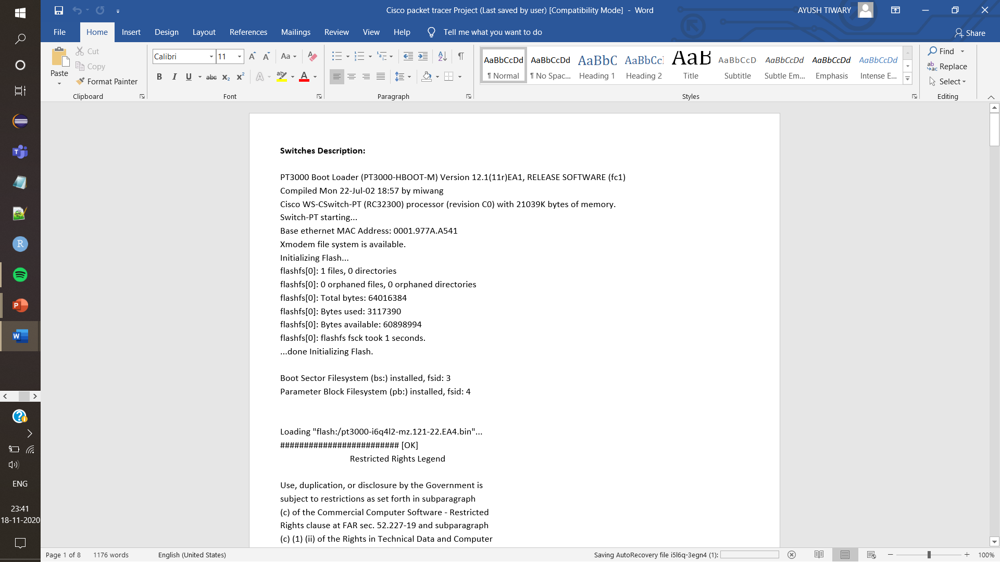 Cisco packet tracer Project (Last saved by user) [Compatibility Mode] - Word
AYUSH TIWARY
File Home Insert Design Layout References Mailings Review View Help Tell me what you want to do
Share
Paste
Cut
Copy
Format Painter
Clipboard
Calibri 11
Aa
B I U abc x₂ x²
A ab A
Font
Paragraph
AaBbCcDd AaBbCcDd AaBbC AaBbCc AaB AaBbCcD AaBbCcDd AaBbCcDd AaBbCcDd
¶ Normal ¶ No Spac... Heading 1 Heading 2 Title Subtitle Subtle Em... Emphasis Intense E...
Styles
Find
Replace
Select
Editing
Switches Description:
PT3000 Boot Loader (PT3000-HBOOT-M) Version 12.1(11r)EA1, RELEASE SOFTWARE (fc1)
Compiled Mon 22-Jul-02 18:57 by miwang
Cisco WS-CSwitch-PT (RC32300) processor (revision C0) with 21039K bytes of memory.
Switch-PT starting...
Base ethernet MAC Address: 0001.977A.A541
Xmodem file system is available.
Initializing Flash...
flashfs[0]: 1 files, 0 directories
flashfs[0]: 0 orphaned files, 0 orphaned directories
flashfs[0]: Total bytes: 64016384
flashfs[0]: Bytes used: 3117390
flashfs[0]: Bytes available: 60898994
flashfs[0]: flashfs fsck took 1 seconds.
...done Initializing Flash.
Boot Sector Filesystem (bs:) installed, fsid: 3
Parameter Block Filesystem (pb:) installed, fsid: 4
Loading "flash:/pt3000-i6q4l2-mz.121-22.EA4.bin"...
######################### [OK]
Restricted Rights Legend
Use, duplication, or disclosure by the Government is
subject to restrictions as set forth in subparagraph
(c) of the Commercial Computer Software - Restricted
Rights clause at FAR sec. 52.227-19 and subparagraph
(c) (1) (ii) of the Rights in Technical Data and Computer
ENG
23:41
18-11-2020
Page 1 of 8 1176 words English (United States)
Saving AutoRecovery file i5l6q-3egn4 (1):
100%